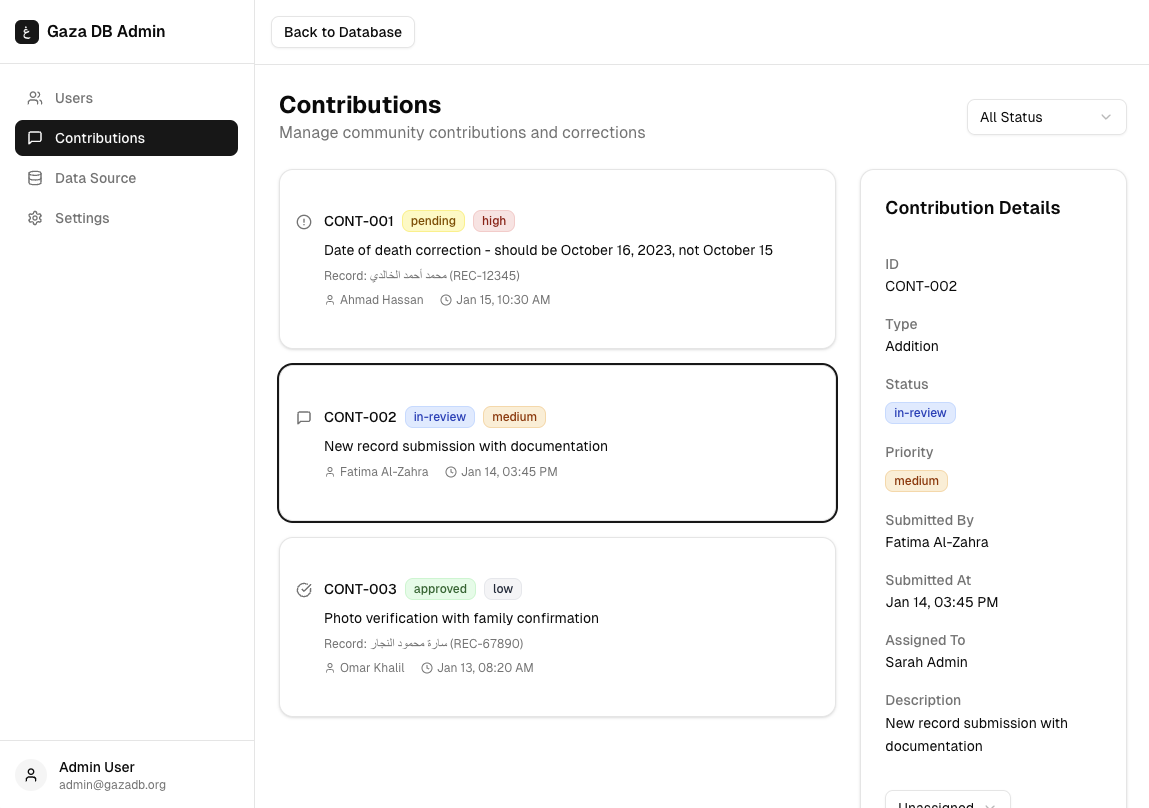 غ
Gaza DB Admin
Back to Database
Users
Contributions
Data Source
Settings
Admin User
admin@gazadb.org
Contributions
Manage community contributions and corrections
All Status
CONT-001 pending high
Date of death correction - should be October 16, 2023, not October 15
Record: محمد أحمد الخالدي (REC-12345)
Ahmad Hassan Jan 15, 10:30 AM
CONT-002 in-review medium
New record submission with documentation
Fatima Al-Zahra Jan 14, 03:45 PM
CONT-003 approved low
Photo verification with family confirmation
Record: سارة محمود النجار (REC-67890)
Omar Khalil Jan 13, 08:20 AM
Contribution Details
ID
CONT-002
Type
Addition
Status
in-review
Priority
medium
Submitted By
Fatima Al-Zahra
Submitted At
Jan 14, 03:45 PM
Assigned To
Sarah Admin
Description
New record submission with
documentation
Unassigned